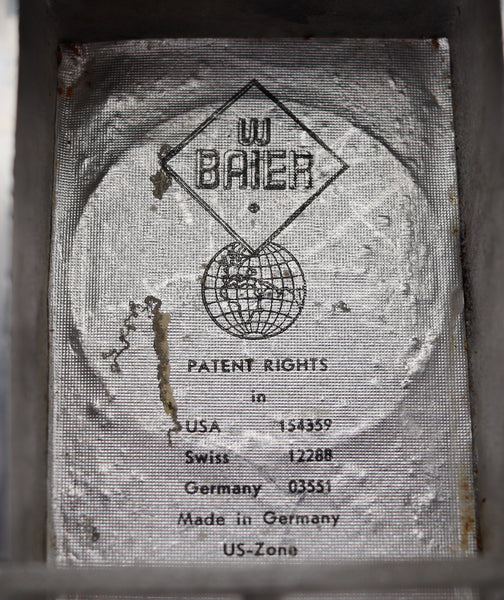 W
BAIER
PATENT RIGHTS
in
USA 154359
Swiss 12288
Germany 03551
Made in Germany
US-Zone